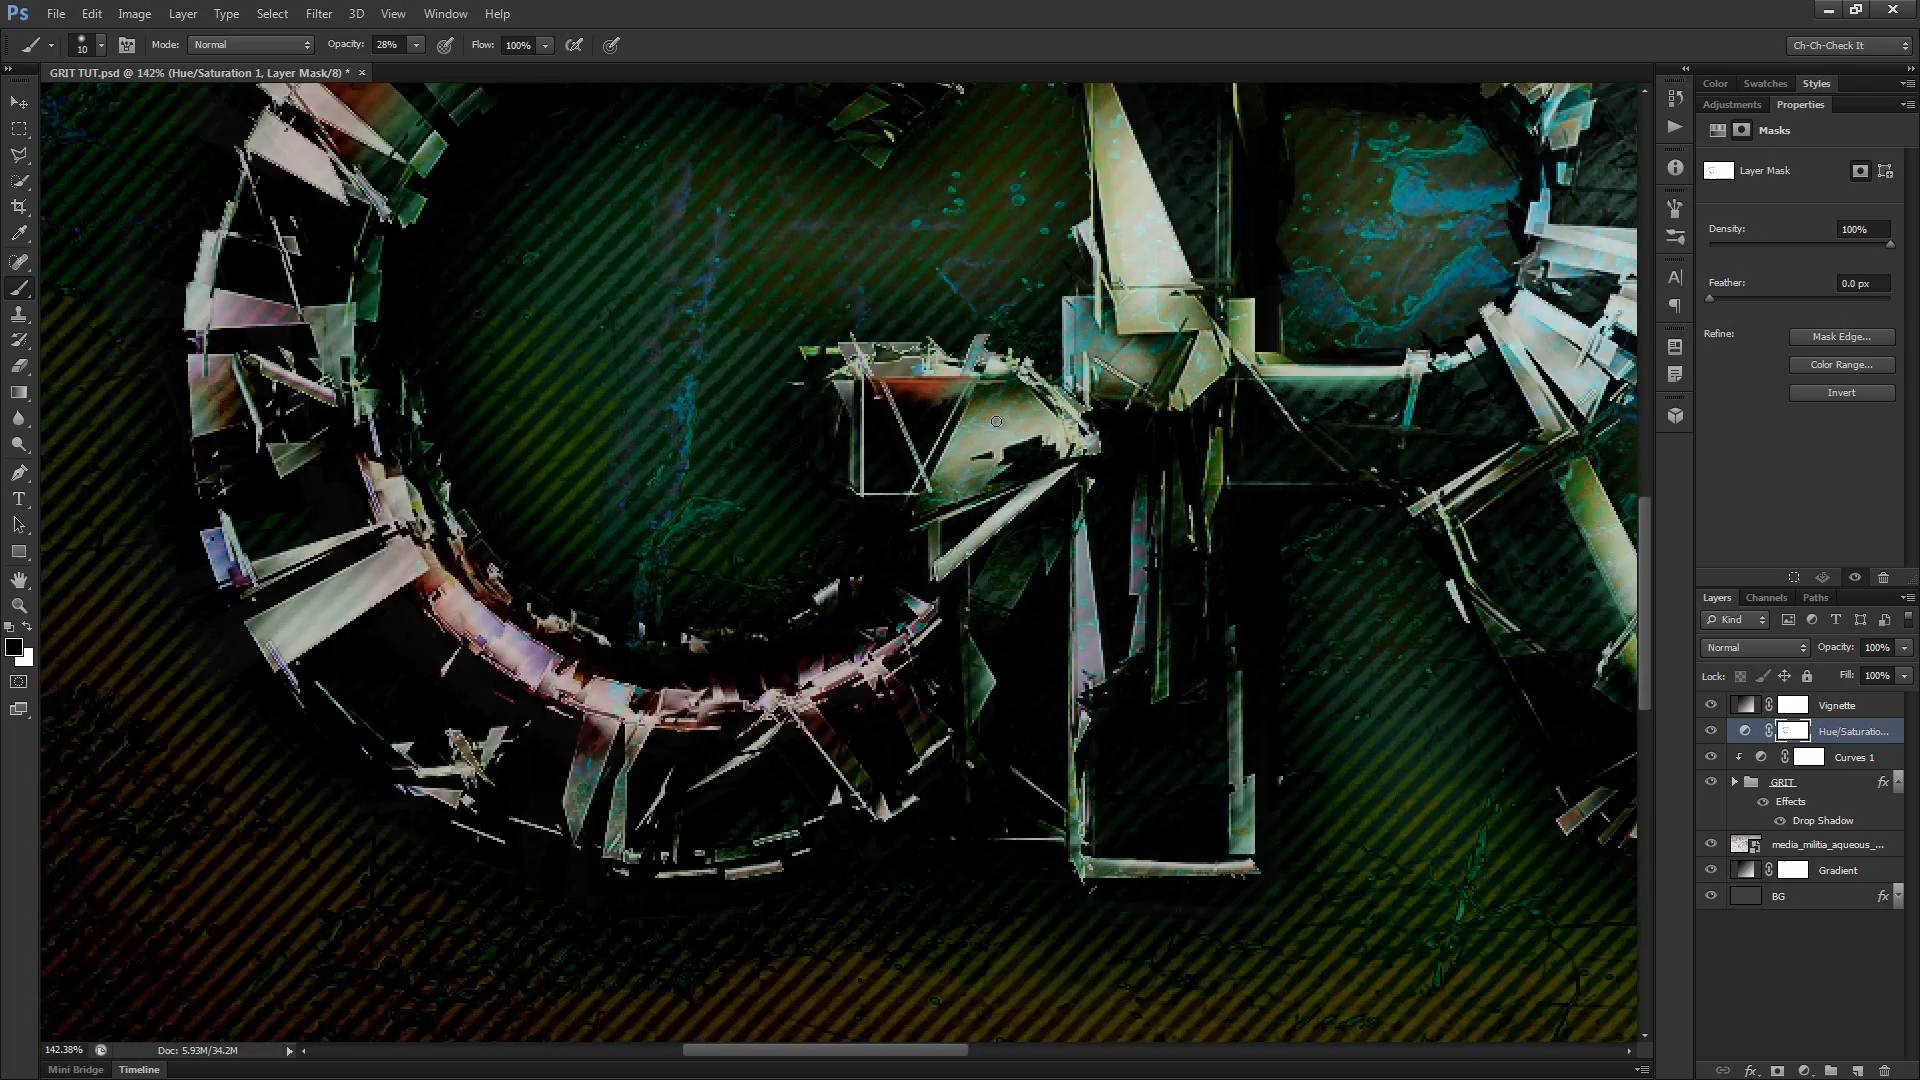 Ps File Edit Image Layer Type Select Filter 3D View Window Help
10 Mode: Normal Opacity: 28% Flow: 100% Ch-Ch-Check It
GRIT TUT.psd @ 142% (Hue/Saturation 1, Layer Mask/8) *
Color Swatches Styles
Adjustments Properties
Masks
Layer Mask
Density: 100%
Feather: 0.0 px
Refine: Mask Edge...
Color Range...
Invert
Layers Channels Paths
Kind
Normal Opacity: 100%
Lock: Fill: 100%
Vignette
Hue/Saturatio...
Curves 1
GRIT fx
Effects
Drop Shadow
media_militia_aqueous_...
Gradient
BG fx
142.38% Doc: 5.93M/34.2M
Mini Bridge Timeline